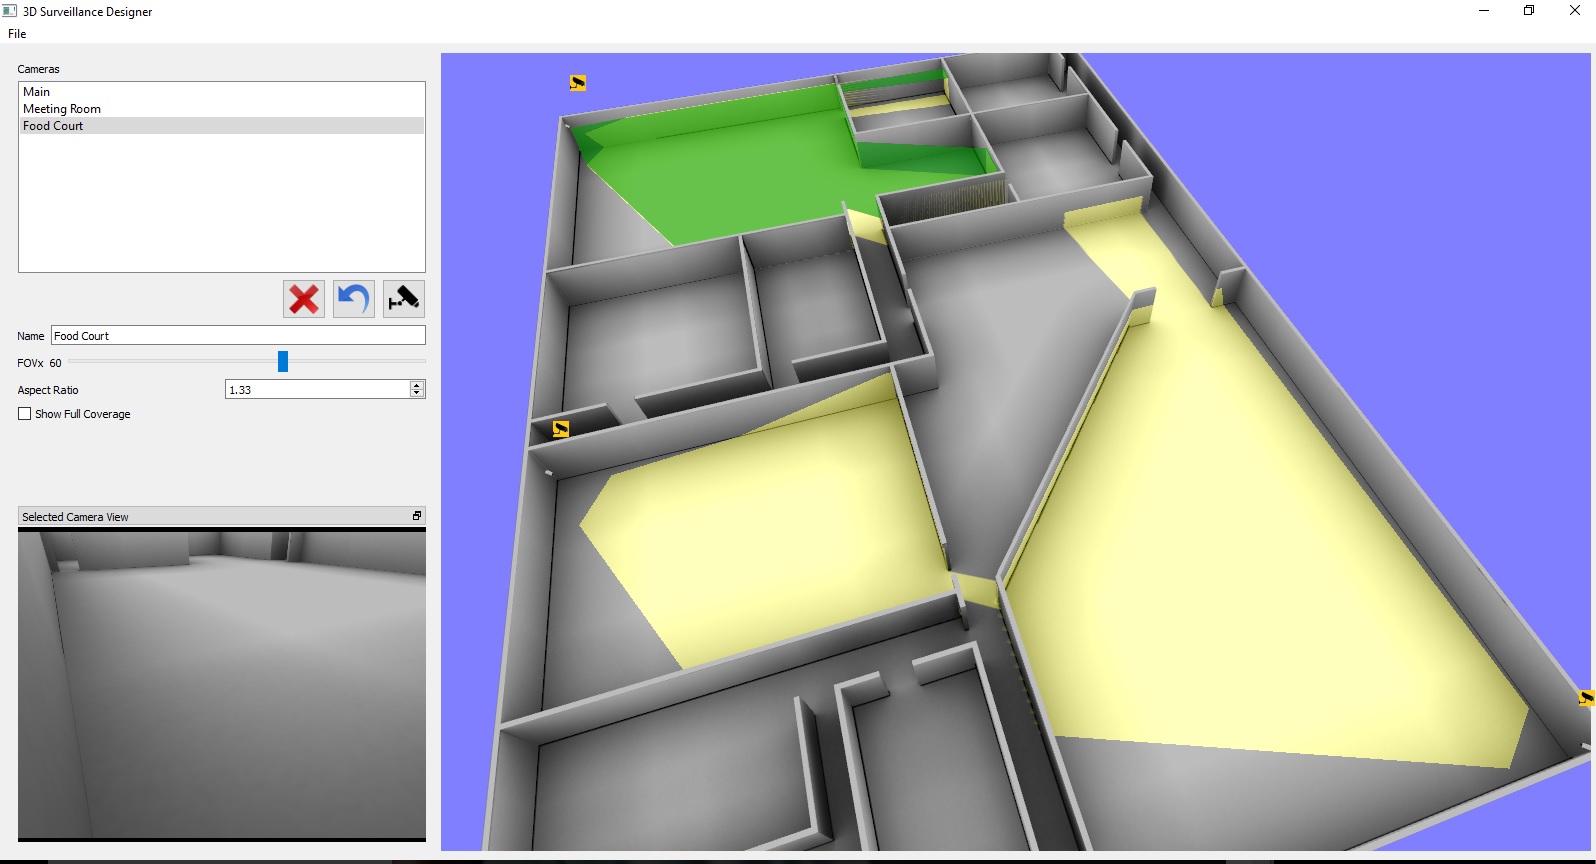 3D Surveillance Designer
File
Cameras
Main
Meeting Room
Food Court
Name Food Court
FOVx 60
Aspect Ratio 1.33
Show Full Coverage
Selected Camera View